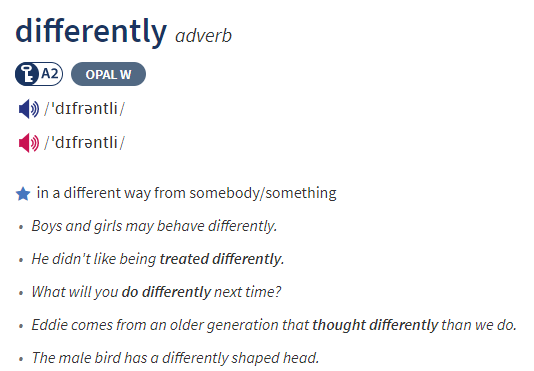 differently adverb
A2 OPAL W
/ˈdɪfrəntli/
/ˈdɪfrəntli/
in a different way from somebody/something
• Boys and girls may behave differently.
• He didn't like being treated differently.
• What will you do differently next time?
• Eddie comes from an older generation that thought differently than we do.
• The male bird has a differently shaped head.